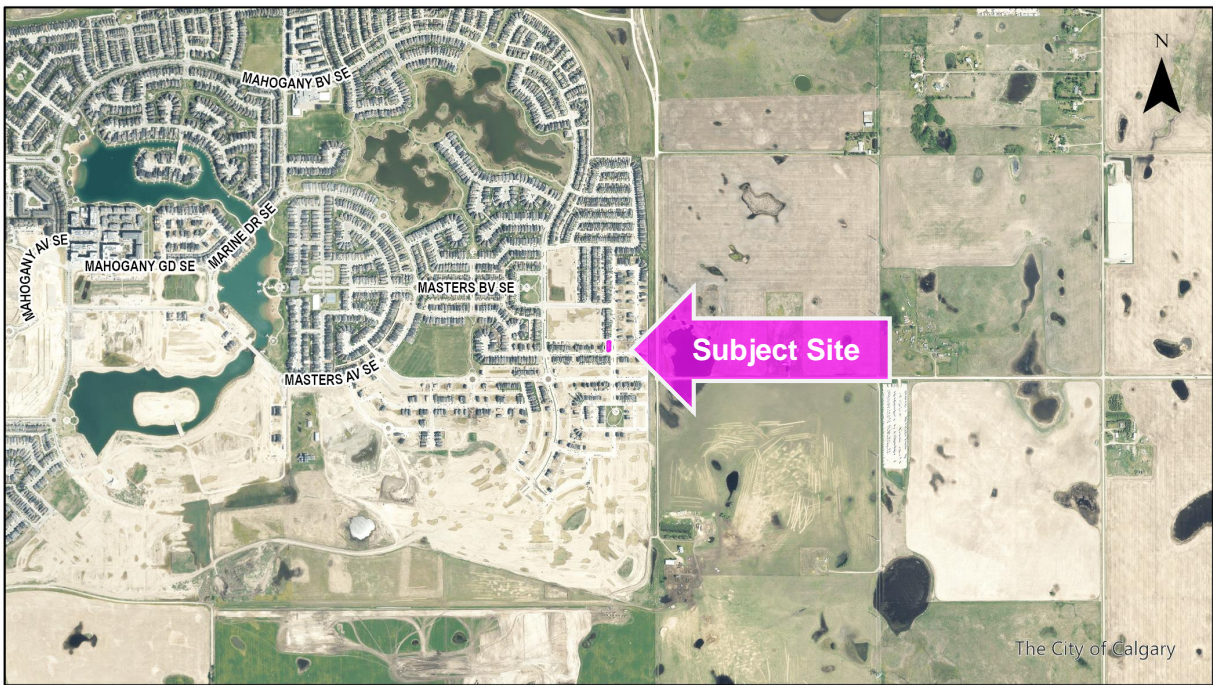 MAHOGANY BV SE
N
MARINE DR SE
MAHOGANY AV SE
MAHOGANY GD SE
MASTERS BV SE
Subject Site
MASTERS AV SE
The City of Calgary